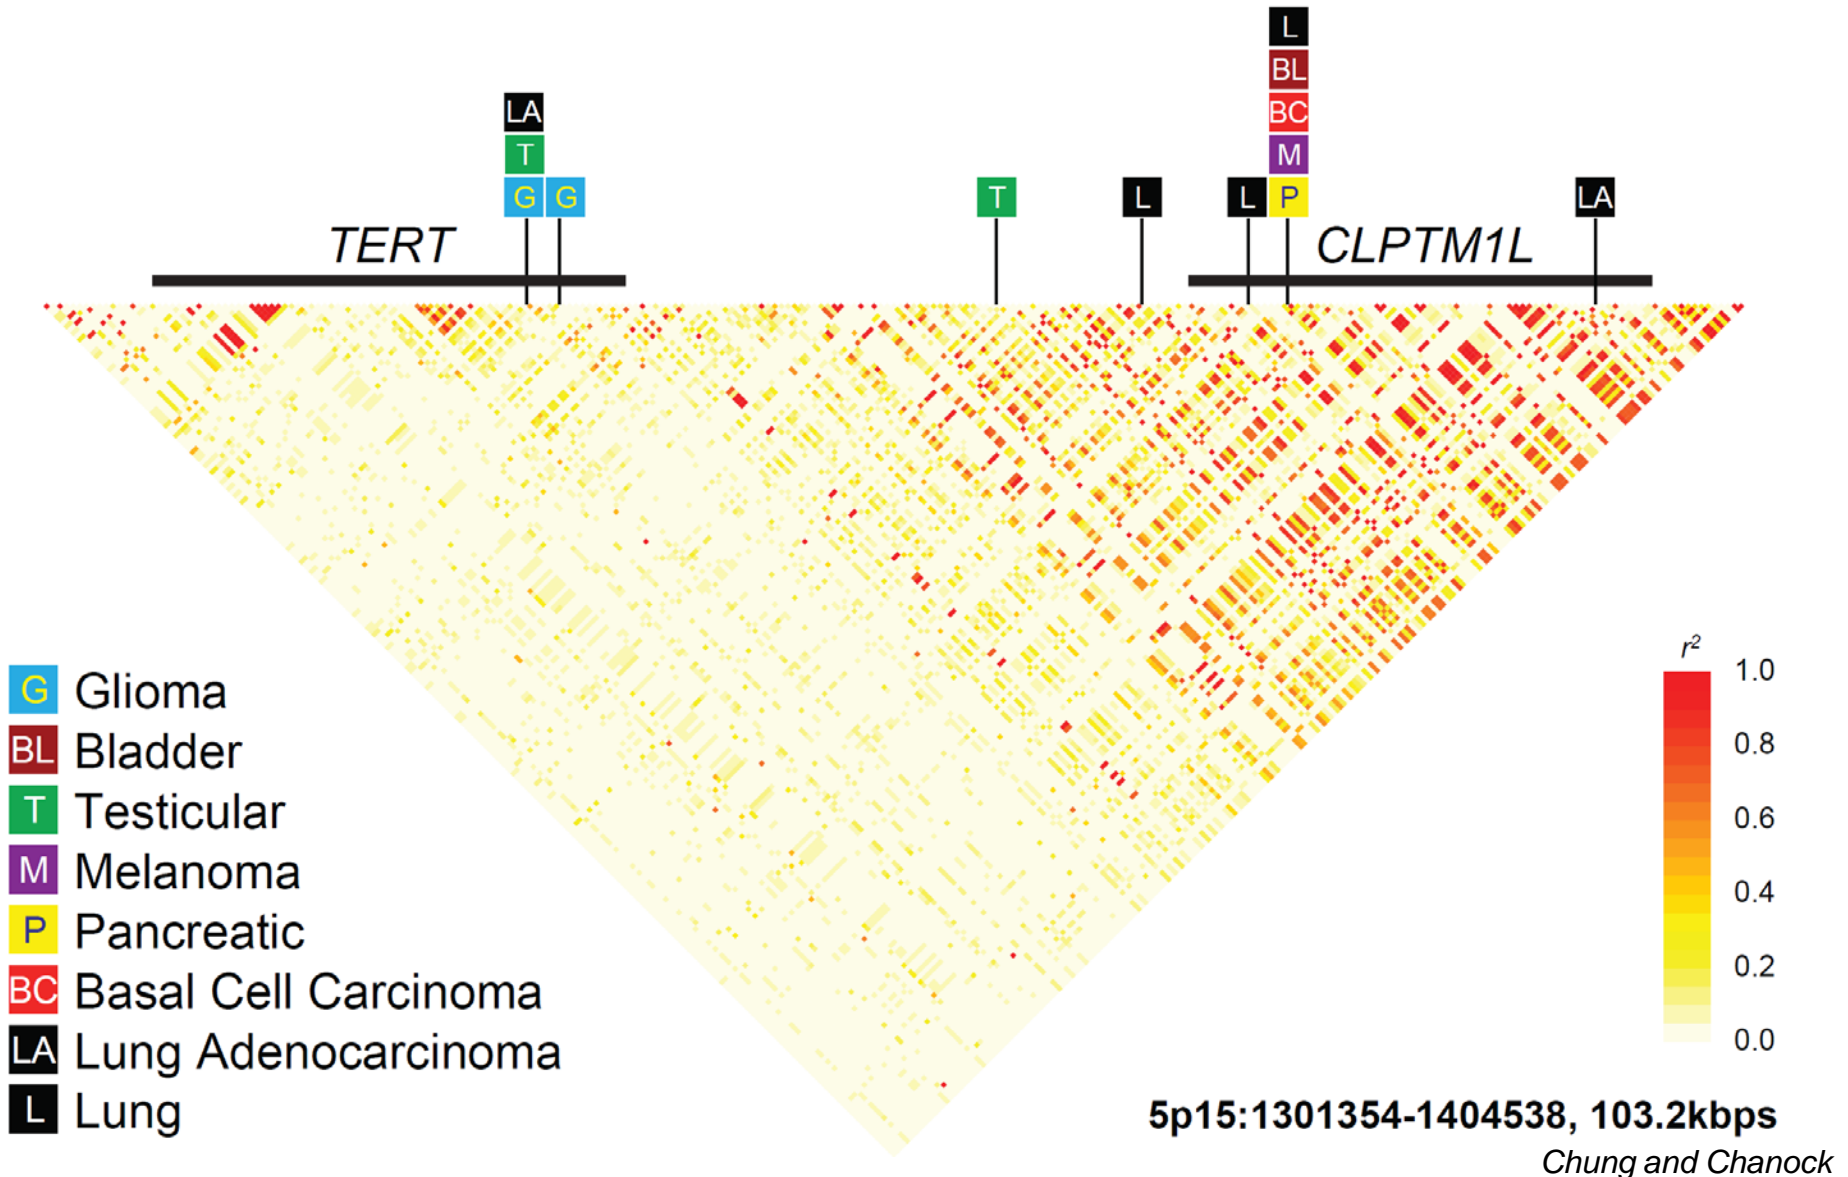 L
BL
BC
LA
T
M
G G
T
L
L P
LA
TERT
CLPTM1L
r²
1.0
0.8
0.6
0.4
0.2
0.0
G Glioma
BL Bladder
T Testicular
M Melanoma
P Pancreatic
BC Basal Cell Carcinoma
LA Lung Adenocarcinoma
L Lung
5p15:1301354-1404538, 103.2kbps
Chung and Chanock